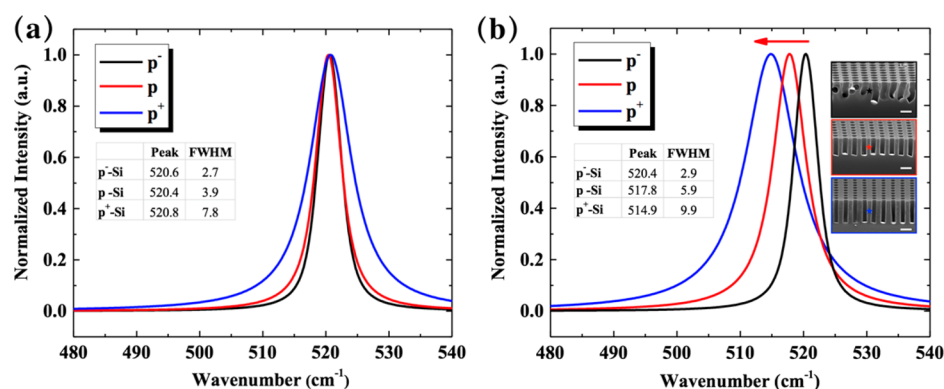 (a)
Normalized Intensity (a.u.)
1.0
0.8
0.6
0.4
0.2
0.0
p⁻
p
p⁺
Peak FWHM
p⁻-Si 520.6 2.7
p -Si 520.4 3.9
p⁺-Si 520.8 7.8
480 490 500 510 520 530 540
Wavenumber (cm⁻¹)
(b)
Normalized Intensity (a.u.)
1.0
0.8
0.6
0.4
0.2
0.0
p⁻
p
p⁺
Peak FWHM
p⁻-Si 520.4 2.9
p -Si 517.8 5.9
p⁺-Si 514.9 9.9
480 490 500 510 520 530 540
Wavenumber (cm⁻¹)